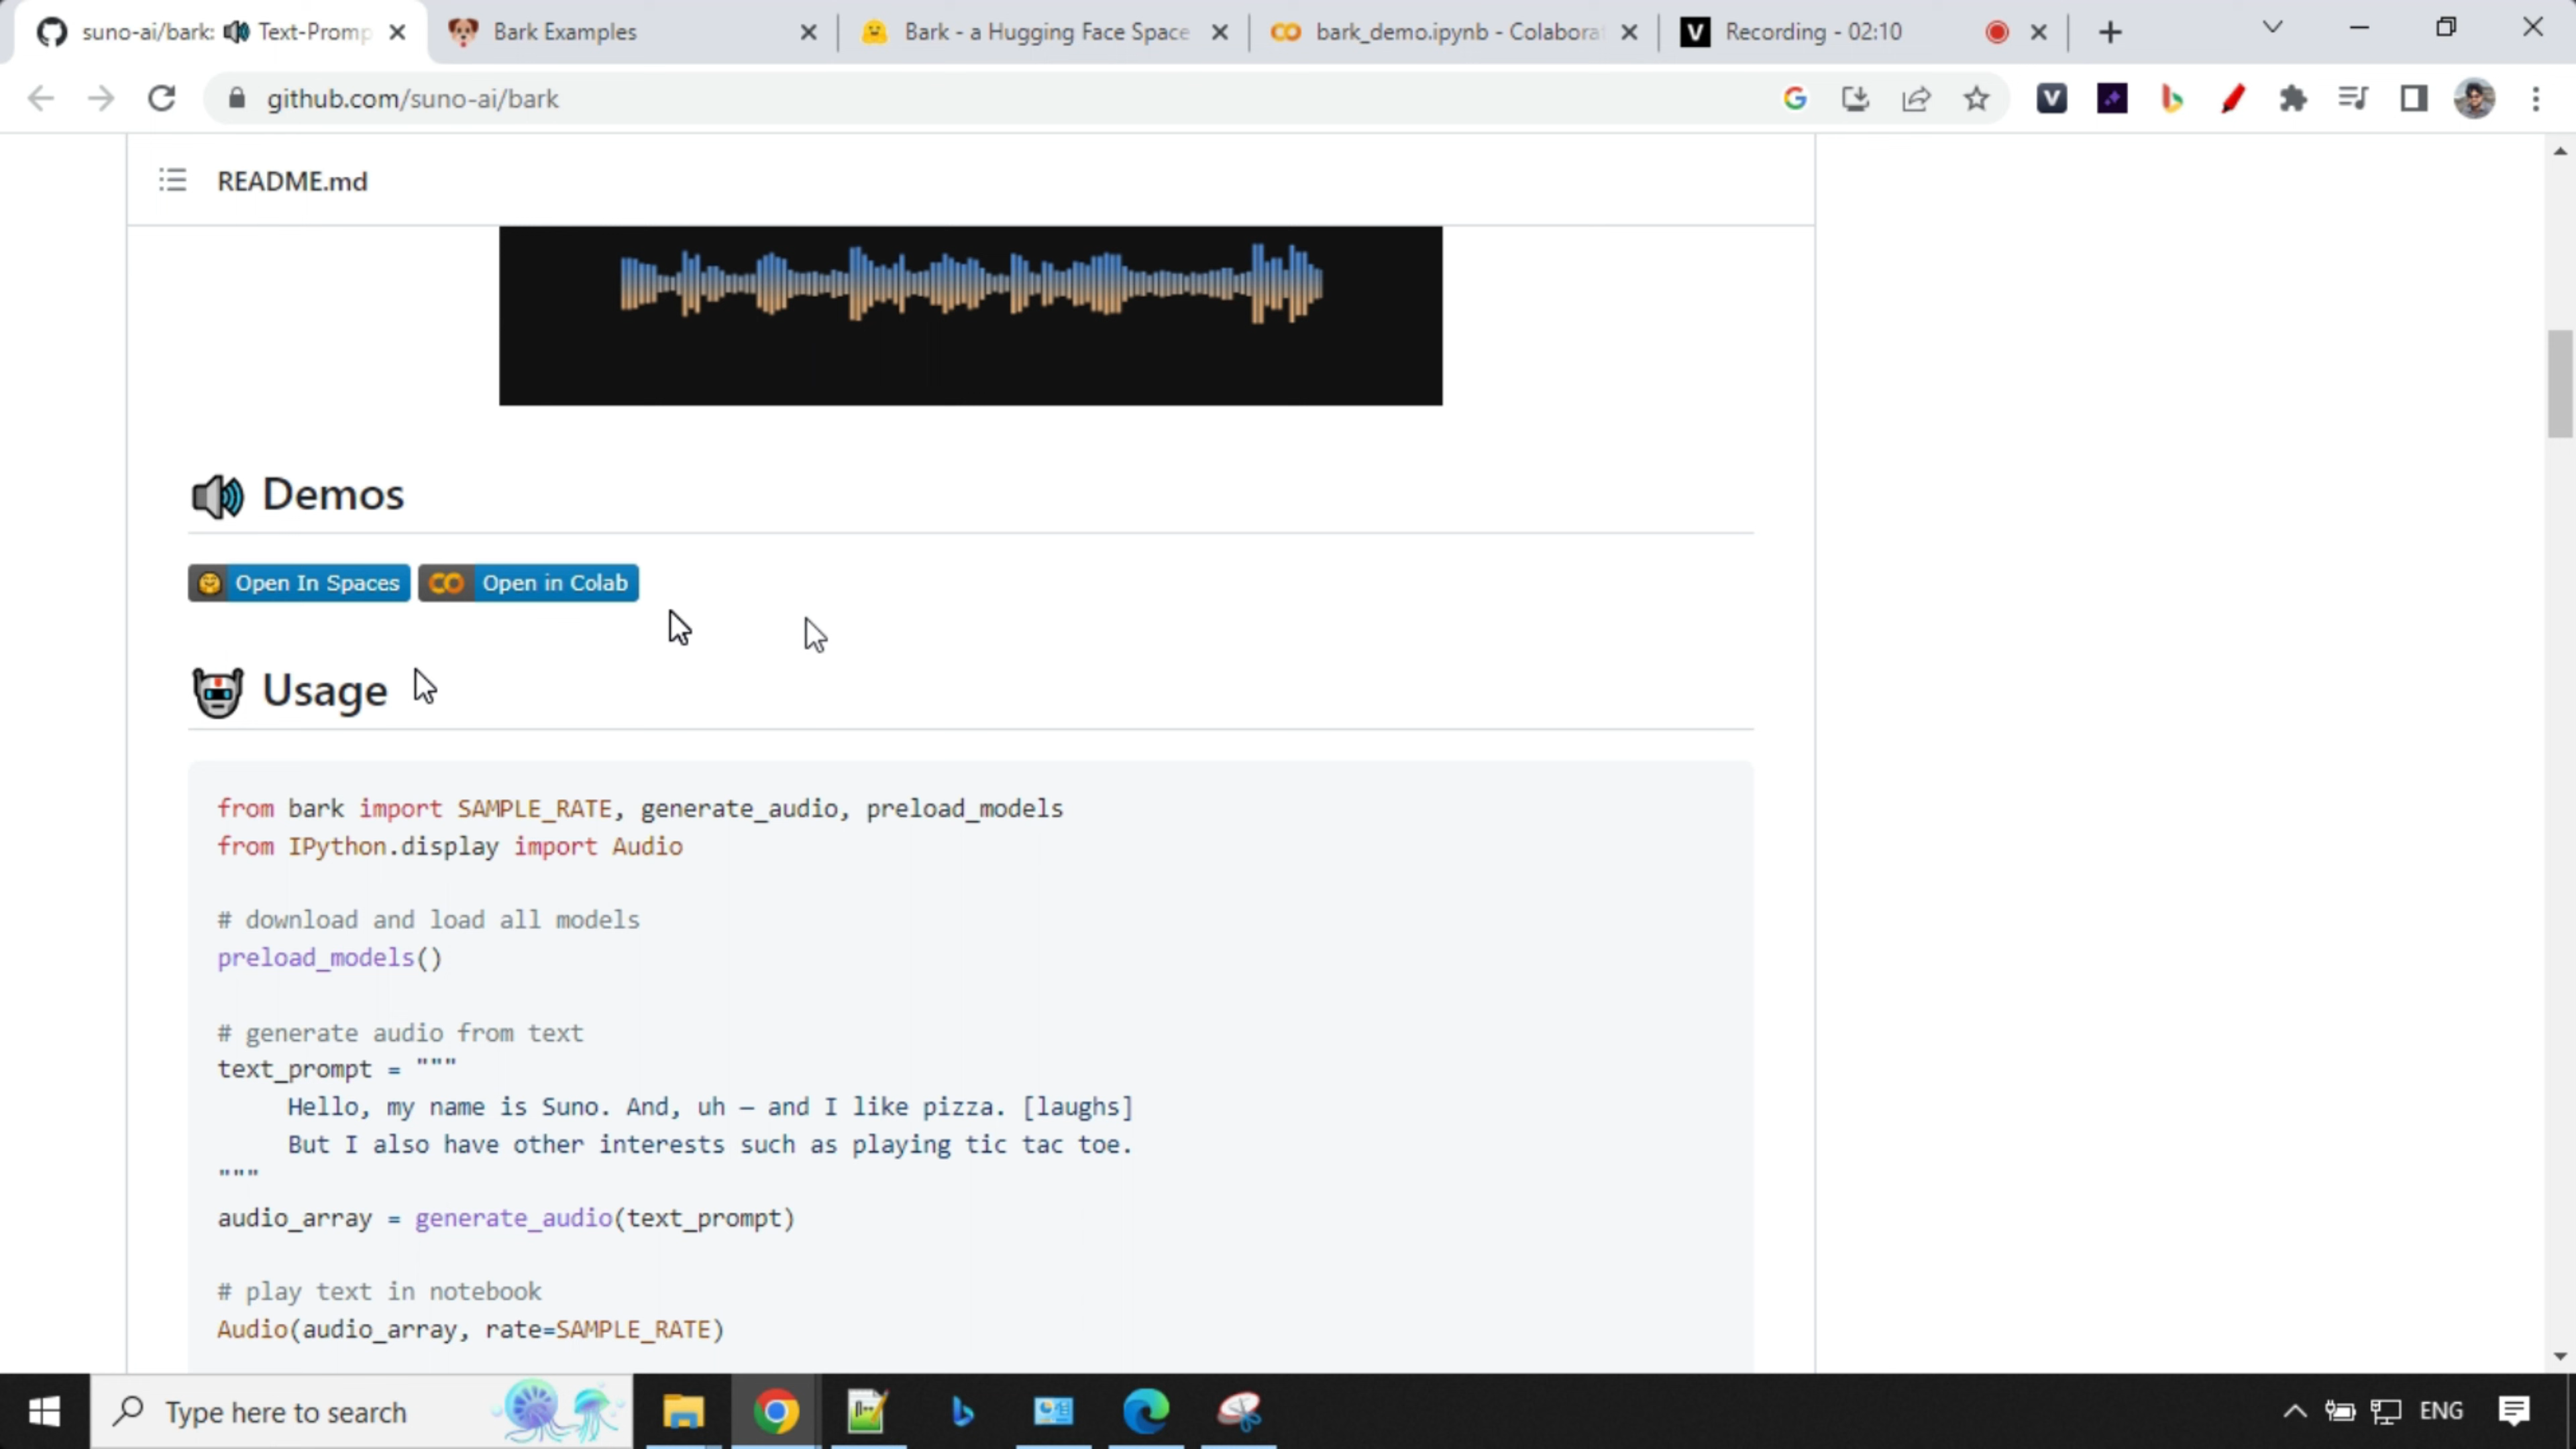 suno-ai/bark: 🔊 Text-Promp
Bark Examples
Bark - a Hugging Face Space
bark_demo.ipynb - Colabora
V
Recording - 02:10
github.com/suno-ai/bark
README.md
Demos
Open In Spaces
Open in Colab
Usage
from bark import SAMPLE_RATE, generate_audio, preload_models
from IPython.display import Audio
# download and load all models
preload_models()
# generate audio from text
text_prompt = """
Hello, my name is Suno. And, uh — and I like pizza. [laughs]
But I also have other interests such as playing tic tac toe.
"""
audio_array = generate_audio(text_prompt)
# play text in notebook
Audio(audio_array, rate=SAMPLE_RATE)
Type here to search
ENG